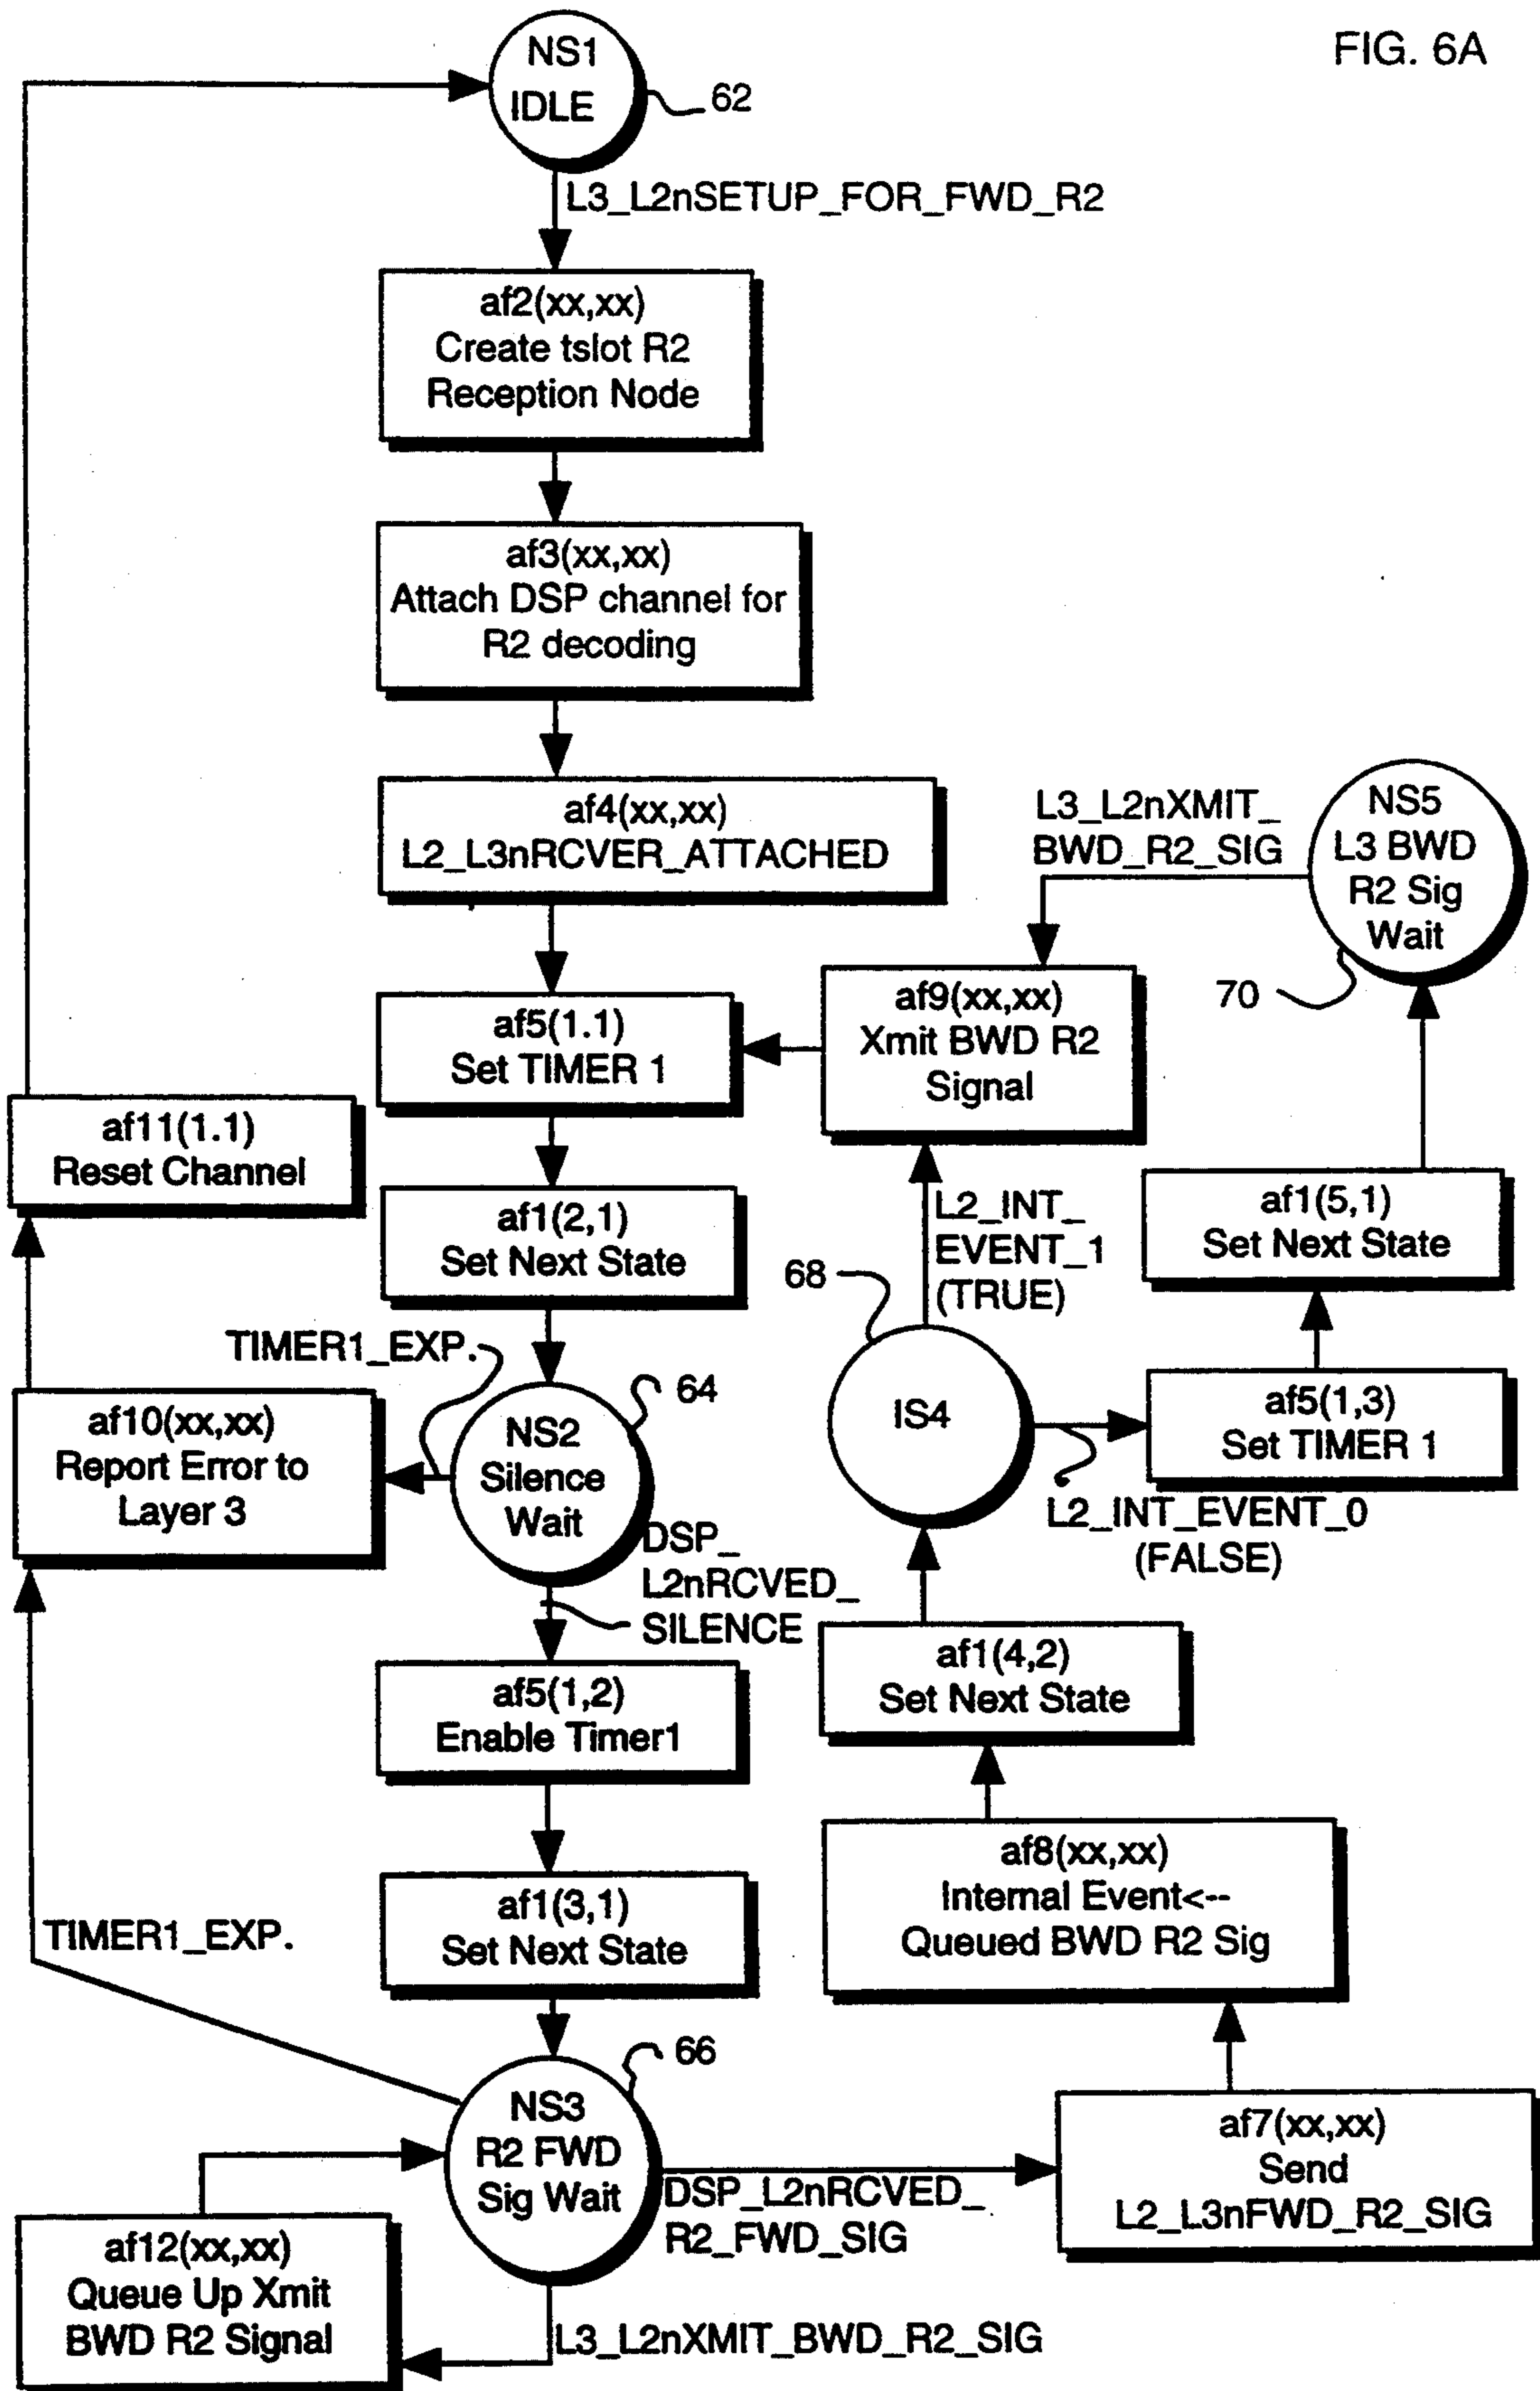 FIG. 6A
NS1
IDLE
62
L3_L2nSETUP_FOR_FWD_R2
af2(xx,xx)
Create tslot R2
Reception Node
af3(xx,xx)
Attach DSP channel for
R2 decoding
af4(xx,xx)
L2_L3nRCVER_ATTACHED
L3_L2nXMIT_
BWD_R2_SIG
NS5
L3 BWD
R2 Sig
Wait
70
af5(1.1)
Set TIMER 1
af9(xx,xx)
Xmit BWD R2
Signal
af11(1.1)
Reset Channel
af1(2,1)
Set Next State
L2_INT_
EVENT_1
(TRUE)
af1(5,1)
Set Next State
68
TIMER1_EXP.
64
NS2
Silence
Wait
IS4
af5(1,3)
Set TIMER 1
af10(xx,xx)
Report Error to
Layer 3
L2_INT_EVENT_0
(FALSE)
DSP_
L2nRCVED_
SILENCE
af5(1,2)
Enable Timer1
af1(4,2)
Set Next State
af1(3,1)
Set Next State
af8(xx,xx)
Internal Event<--
Queued BWD R2 Sig
TIMER1_EXP.
66
NS3
R2 FWD
Sig Wait
DSP_L2nRCVED_
R2_FWD_SIG
af7(xx,xx)
Send
L2_L3nFWD_R2_SIG
af12(xx,xx)
Queue Up Xmit
BWD R2 Signal
L3_L2nXMIT_BWD_R2_SIG